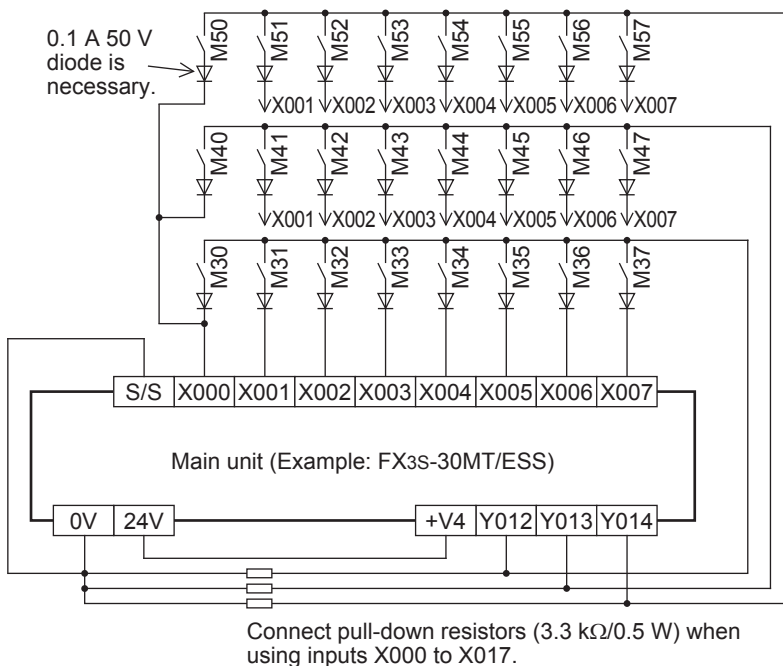 0.1 A 50 V
diode is
necessary.
M50 M51 M52 M53 M54 M55 M56 M57
X001 X002 X003 X004 X005 X006 X007
M40 M41 M42 M43 M44 M45 M46 M47
X001 X002 X003 X004 X005 X006 X007
M30 M31 M32 M33 M34 M35 M36 M37
S/S X000 X001 X002 X003 X004 X005 X006 X007
Main unit (Example: FX3S-30MT/ESS)
0V 24V +V4 Y012 Y013 Y014
Connect pull-down resistors (3.3 kΩ/0.5 W) when
using inputs X000 to X017.